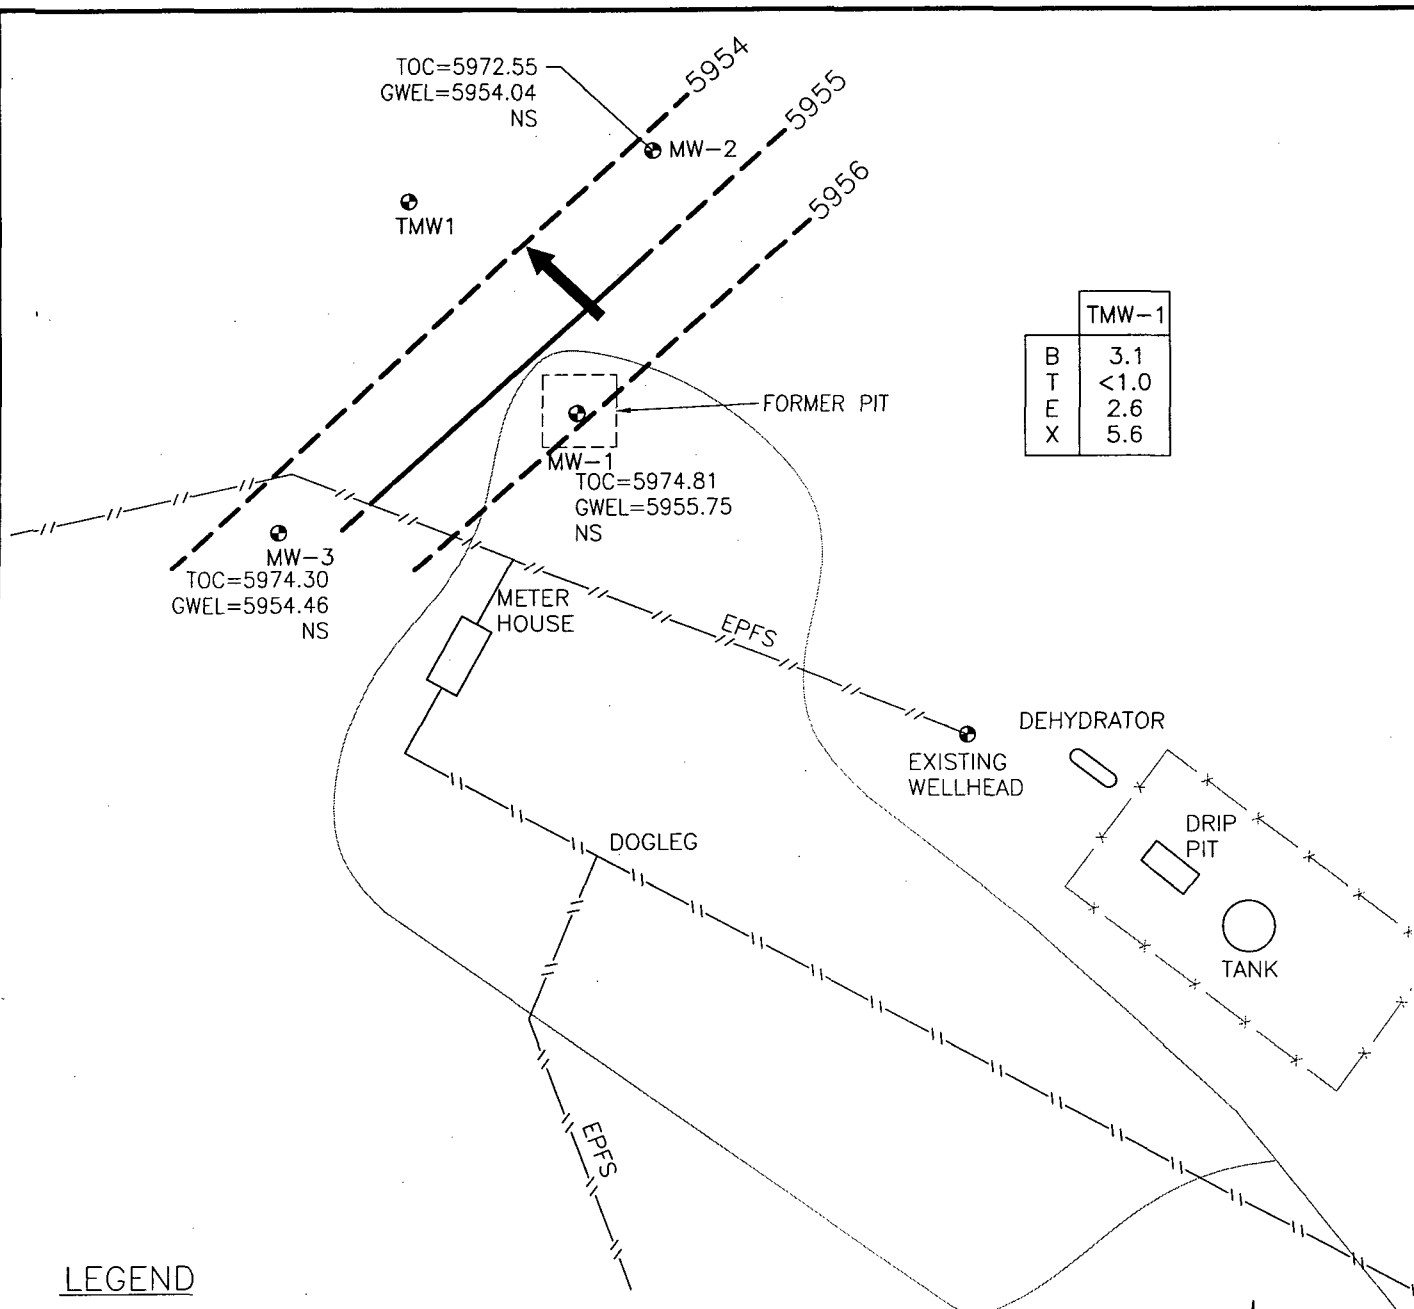 TOC=5972.55
GWEL=5954.04
NS
5954
5955
5956
MW-2
TMW1
TMW-1
B 3.1
T <1.0
E 2.6
X 5.6
FORMER PIT
MW-1
TOC=5974.81
GWEL=5955.75
NS
MW-3
TOC=5974.30
GWEL=5954.46
NS
METER
HOUSE
EPFS
DEHYDRATOR
EXISTING
WELLHEAD
DRIP
PIT
TANK
DOGLEG
EPFS
LEGEND